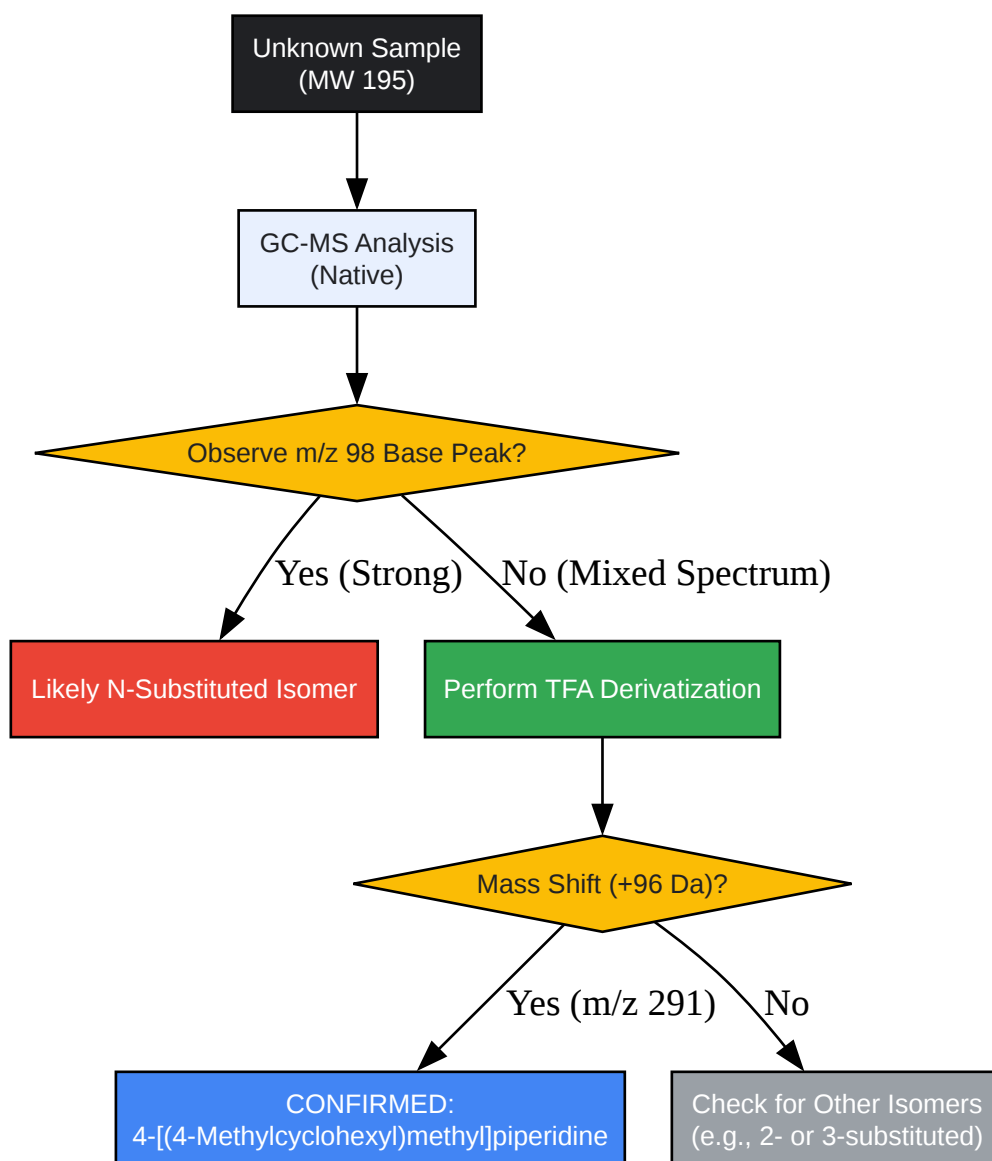 Unknown Sample
(MW 195)
GC-MS Analysis
(Native)
Observe m/z 98 Base Peak?
Yes (Strong)
No (Mixed Spectrum)
Likely N-Substituted Isomer
Perform TFA Derivatization
Mass Shift (+96 Da)?
Yes (m/z 291)
No
CONFIRMED:
4-[(4-Methylcyclohexyl)methyl]piperidine
Check for Other Isomers
(e.g., 2- or 3-substituted)